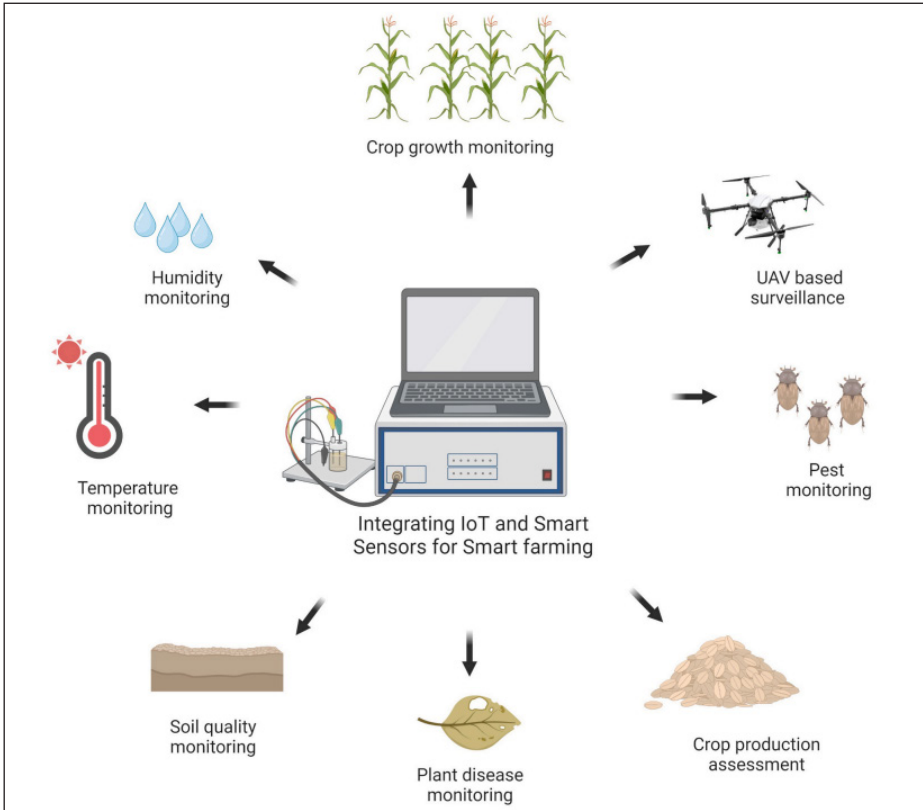 Crop growth monitoring
Humidity
monitoring
UAV based
surveillance
Temperature
monitoring
Pest
monitoring
Integrating IoT and Smart
Sensors for Smart farming
Soil quality
monitoring
Plant disease
monitoring
Crop production
assessment